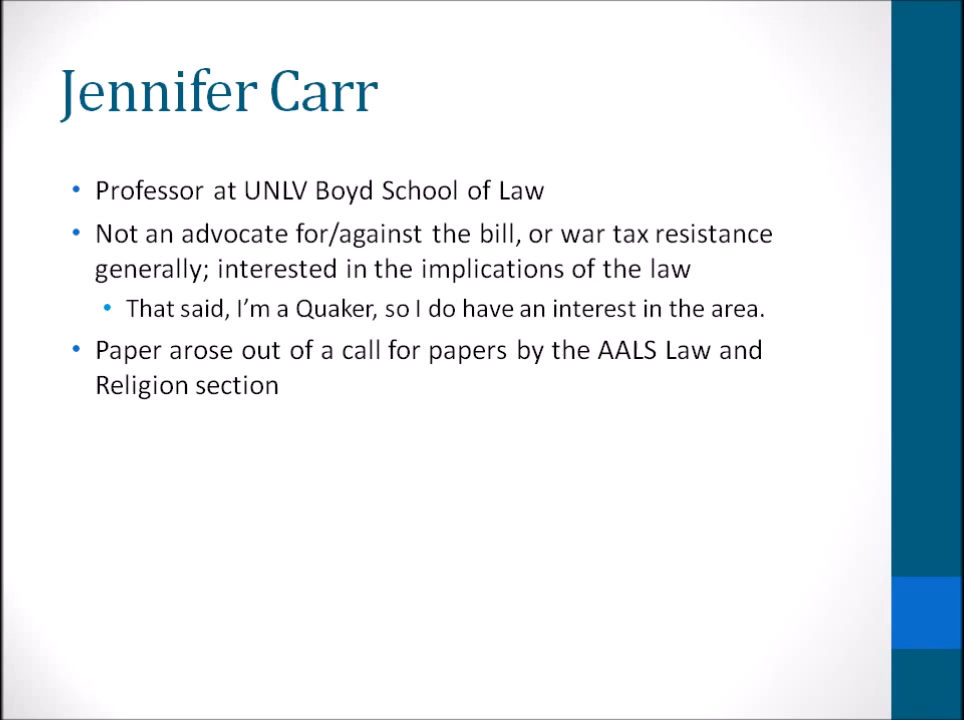 Jennifer Carr
• Professor at UNLV Boyd School of Law
• Not an advocate for/against the bill, or war tax resistance
generally; interested in the implications of the law
• That said, I’m a Quaker, so I do have an interest in the area.
• Paper arose out of a call for papers by the AALS Law and
Religion section